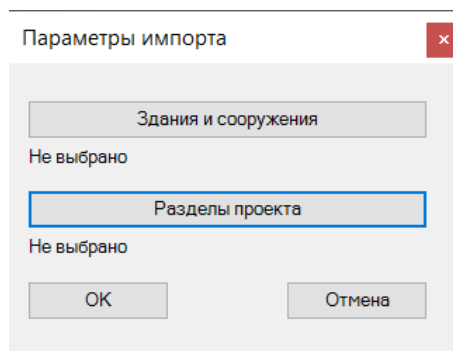 Параметры импорта
×
Здания и сооружения
Не выбрано
Разделы проекта
Не выбрано
OK
Отмена